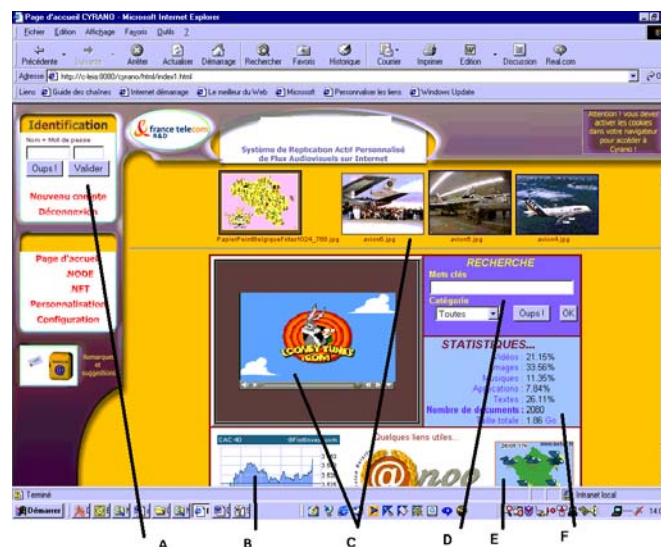 Page d'accueil CYRANO - Microsoft Internet Explorer
Fichier Edition Affichage Favoris Outils ?
Précédente Suivante Arrêter Actualiser Démarrage Rechercher Favoris Historique Courrier Imprimer Edition Discussion Real.com
Adresse http://c-leia:8080/cyrano/html/index1.html
Liens Guide des chaînes Internet démarrage Le meilleur du Web Microsoft Personnaliser les liens Windows Update
Identification
Nom + Mot de passe
Oups ! Valider
Nouveau compte
Déconnexion
france telecom
R&D
Système de Replication Actif Personnalisé
de Flux Audiovisuels sur Internet
Attention ! vous devez
activer les cookies
dans votre navigateur
pour accéder à
Cyrano !
avion6.jpg avion5.jpg avion4.jpg
Page d'accueil
NODE
NFT
Personnalisation
Configuration
Remarques
et
suggestions
LOONEY TUNES
.COM
RECHERCHE
Mots clés
Catégorie
Toutes Oups ! OK
STATISTIQUES...
Vidéos : 21.15%
Images : 33.56%
Musiques : 11.35%
Applications : 7.84%
Textes : 26.11%
Nombre de documents : 2080
Taille totale : 1.86 Go
CAC 40
Quelques liens utiles...
@noo
Terminé Intranet local
Démarrer 14:0
A B C D E F